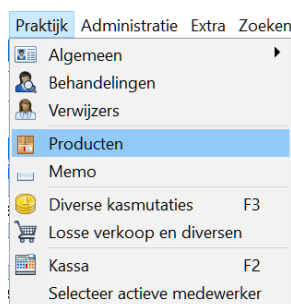 Praktijk Administratie Extra Zoeken
Algemeen
Behandelingen
Verwijzers
Producten
Memo
Diverse kasmutaties F3
Losse verkoop en diversen
Kassa F2
Selecteer actieve medewerker